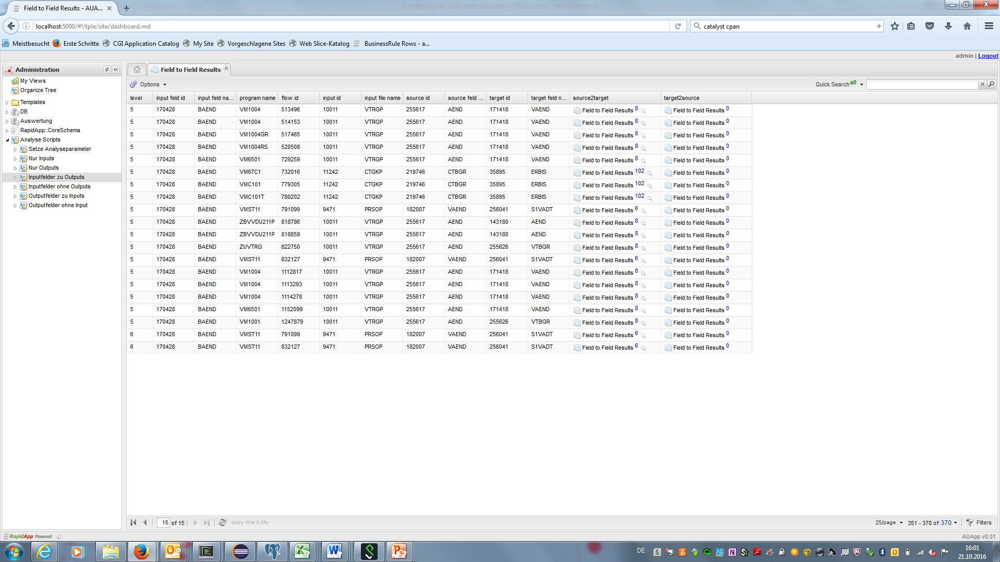 Field to Field Results - AUA...
localhost:5000/#!/tple/site/dashboard.md
catalyst cpan
Meistbesucht Erste Schritte CGI Application Catalog My Site Vorgeschlagene Sites Web Slice-Katalog BusinessRule Rows - a...
admin | Logout
Administration
My Views
Organize Tree
Templates
DB
Auswertung
RapidApp::CoreSchema
Analyse Scripts
Setze Analyseparameter
Nur Inputs
Nur Outputs
Inputfelder zu Outputs
Inputfelder ohne Outputs
Outputfelder zu Inputs
Outputfelder ohne Input
Field to Field Results
Options Quick Search all
level input feld id input feld na... program name flow id input id input file name source id source feld ... target id target feld n... source2target target2source
5 170428 BAEND VM1004 513496 10011 VTRGP 255617 AEND 171418 VAEND Field to Field Results 8 Field to Field Results 0
5 170428 BAEND VM1004 514153 10011 VTRGP 255617 AEND 171418 VAEND Field to Field Results 8 Field to Field Results 0
5 170428 BAEND VM1004GR 517465 10011 VTRGP 255617 AEND 171418 VAEND Field to Field Results 8 Field to Field Results 0
5 170428 BAEND VM1004RS 520508 10011 VTRGP 255617 AEND 171418 VAEND Field to Field Results 8 Field to Field Results 0
5 170428 BAEND VM6501 729259 10011 VTRGP 255617 AEND 171418 VAEND Field to Field Results 8 Field to Field Results 0
5 170428 BAEND VM67C1 732016 11242 CTGKP 219746 CTBGR 35895 ERBIS Field to Field Results 102 Field to Field Results 0
5 170428 BAEND VMC101 779305 11242 CTGKP 219746 CTBGR 35895 ERBIS Field to Field Results 102 Field to Field Results 0
5 170428 BAEND VMC101T 780202 11242 CTGKP 219746 CTBGR 35895 ERBIS Field to Field Results 102 Field to Field Results 0
5 170428 BAEND VMST11 791099 9471 PRSOP 182007 VAEND 256041 S1VADT Field to Field Results 6 Field to Field Results 0
5 170428 BAEND ZBVVDU211P 818786 10011 VTRGP 255617 AEND 143180 AEND Field to Field Results 8 Field to Field Results 0
5 170428 BAEND ZBVVDU211P 818859 10011 VTRGP 255617 AEND 143180 AEND Field to Field Results 8 Field to Field Results 0
5 170428 BAEND ZUVTRG 822750 10011 VTRGP 255617 AEND 255626 VTBGR Field to Field Results 8 Field to Field Results 0
5 170428 BAEND VMST11 832127 9471 PRSOP 182007 VAEND 256041 S1VADT Field to Field Results 6 Field to Field Results 0
5 170428 BAEND VM1004 1112817 10011 VTRGP 255617 AEND 171418 VAEND Field to Field Results 8 Field to Field Results 0
5 170428 BAEND VM1004 1113293 10011 VTRGP 255617 AEND 171418 VAEND Field to Field Results 8 Field to Field Results 0
5 170428 BAEND VM1004 1114278 10011 VTRGP 255617 AEND 171418 VAEND Field to Field Results 8 Field to Field Results 0
5 170428 BAEND VM6501 1152099 10011 VTRGP 255617 AEND 171418 VAEND Field to Field Results 8 Field to Field Results 0
5 170428 BAEND VM1001 1247879 10011 VTRGP 255617 AEND 255626 VTBGR Field to Field Results 8 Field to Field Results 0
6 170428 BAEND VMST11 791099 9471 PRSOP 182007 VAEND 256041 S1VADT Field to Field Results 6 Field to Field Results 0
6 170428 BAEND VMST11 832127 9471 PRSOP 182007 VAEND 256041 S1VADT Field to Field Results 6 Field to Field Results 0
15 of 15 query time 0.04s 25/page 351 - 370 of 370 Filters
RapidApp Powered AUApp v0.01
DE 16:01
21.10.2016